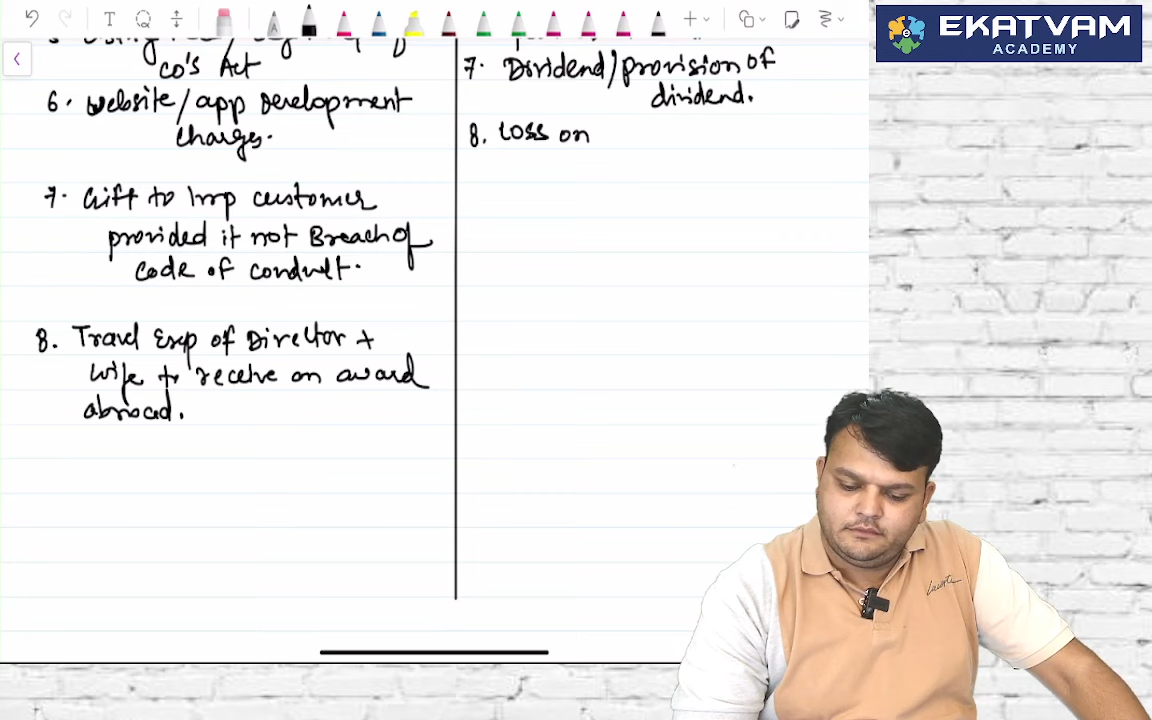 EKATVAM
ACADEMY
co's Act
6. website/app Development
charges.
7. Gift to Imp customer
provided it not Breach of
code of conduct.
8. Travel Exp of Director +
wife to receive an award
abroad.
7. Dividend/provision of
dividend.
8. Loss on